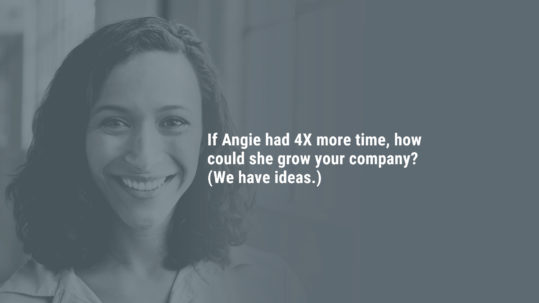 If Angie had 4X more time, how
could she grow your company?
(We have ideas.)